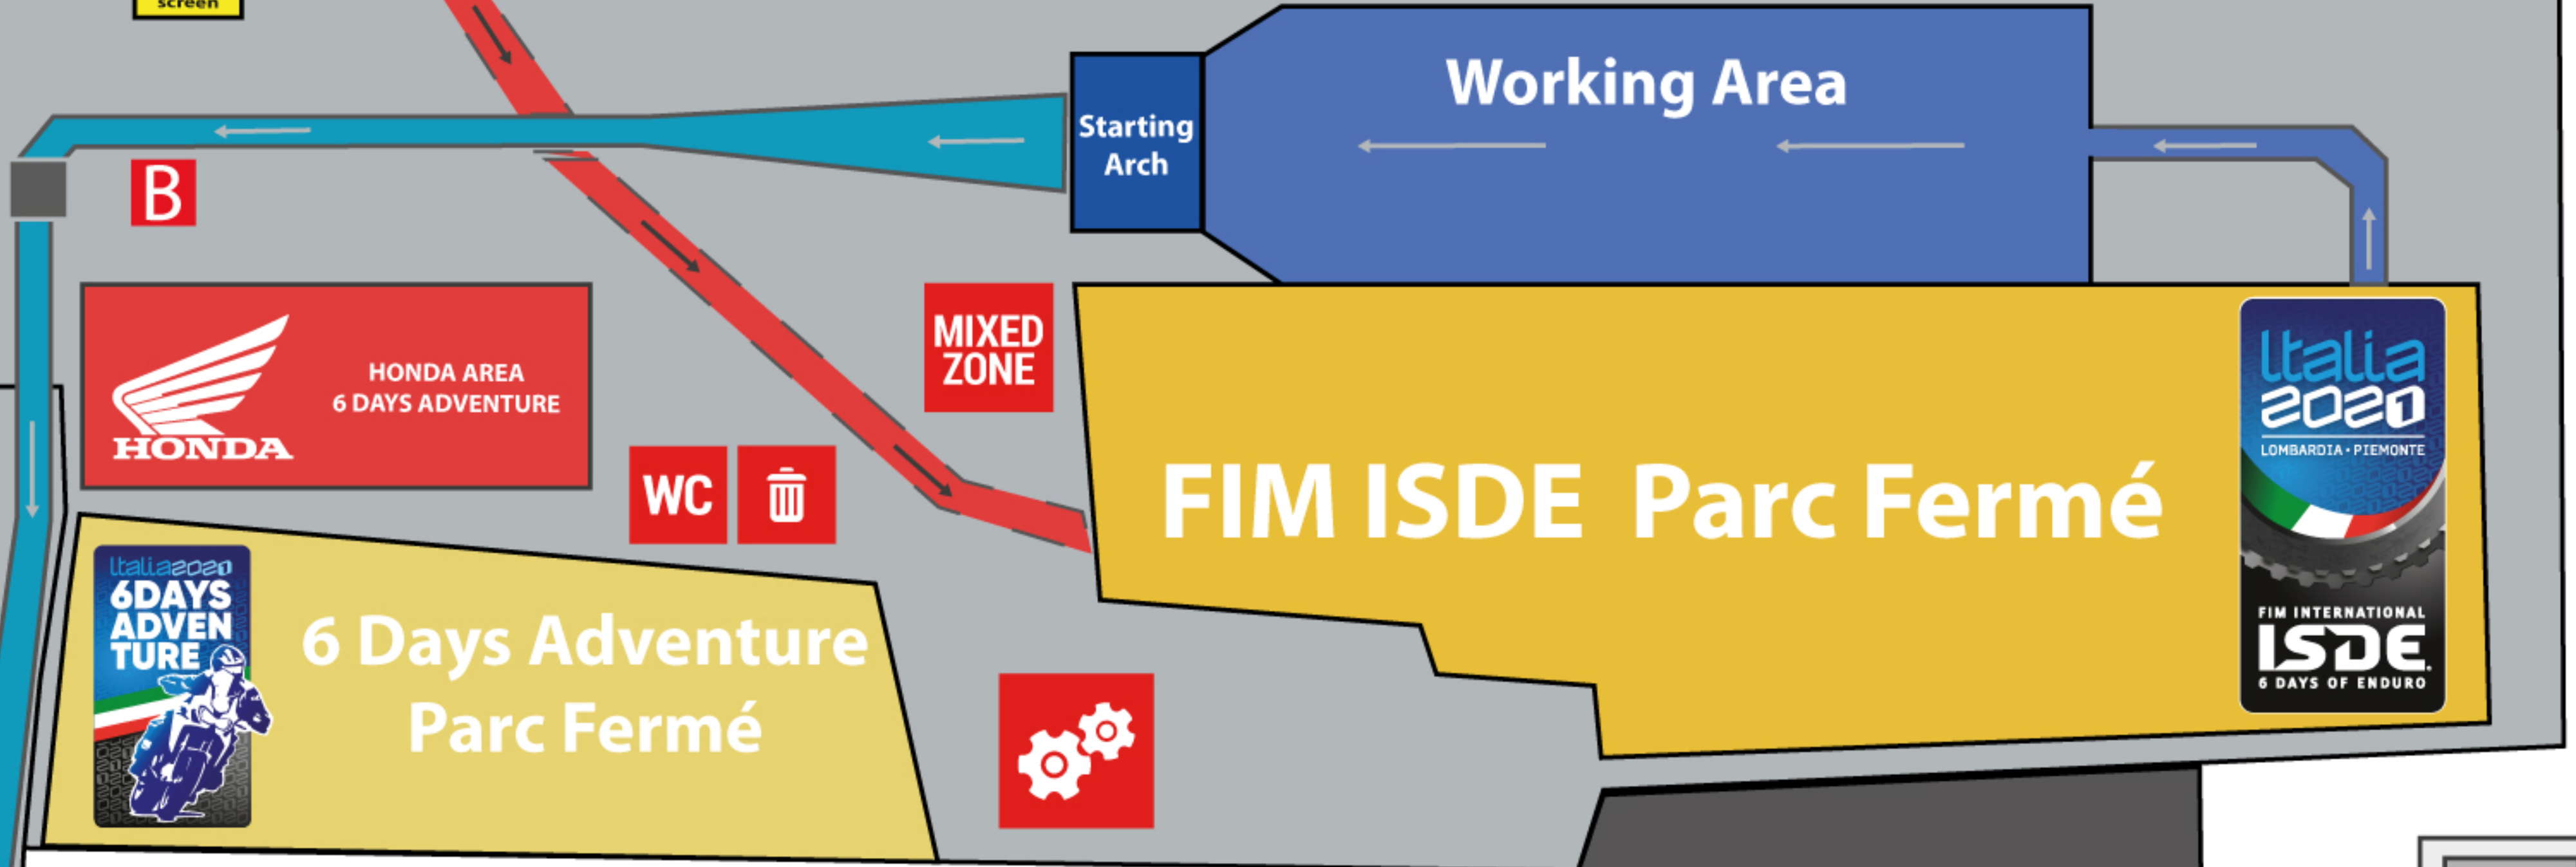 screen
Working Area
Starting
Arch
B
MIXED
ZONE
HONDA
HONDA AREA
6 DAYS ADVENTURE
WC
FIM ISDE Parc Fermé
Italia
2021
LOMBARDIA • PIEMONTE
FIM INTERNATIONAL
ISDE
6 DAYS OF ENDURO
Italia2021
6DAYS
ADVEN
TURE
6 Days Adventure
Parc Fermé